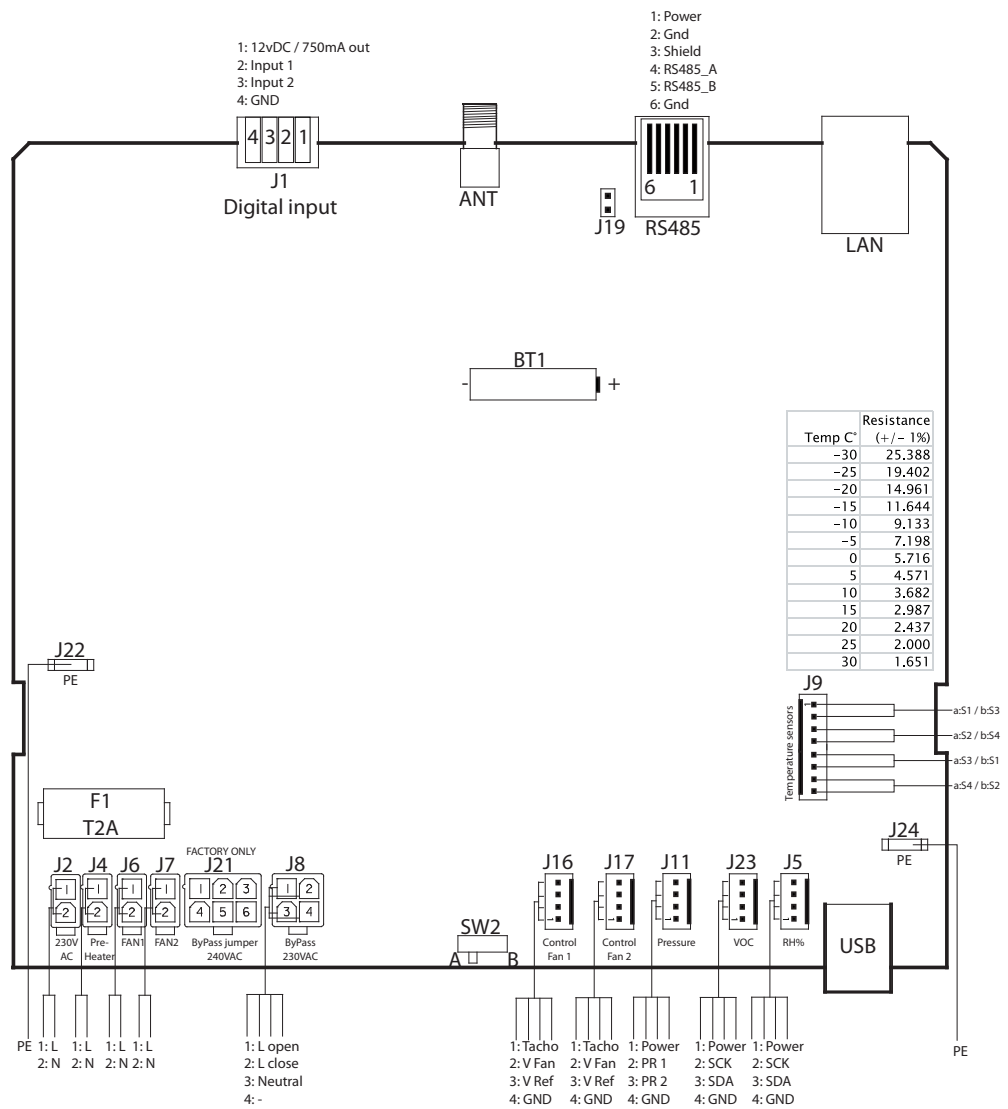 1: 12vDC / 750mA out
2: Input 1
3: Input 2
4: GND
1: Power
2: Gnd
3: Shield
4: RS485_A
5: RS485_B
6: Gnd
4 3 2 1
J1
Digital input
ANT
J19
6 1
RS485
LAN
BT1
- +
Temp C° Resistance (+/- 1%)
-30 25.388
-25 19.402
-20 14.961
-15 11.644
-10 9.133
-5 7.198
0 5.716
5 4.571
10 3.682
15 2.987
20 2.437
25 2.000
30 1.651
J22
PE
J9
1
Temperature sensors
a:S1 / b:S3
a:S2 / b:S4
a:S3 / b:S1
a:S4 / b:S2
F1
T2A
J24
PE
FACTORY ONLY
J2 J4 J6 J7 J21 J8
1 1 1 1 1 2 3 1 2
2 2 2 2 4 5 6 3 4
230V AC
Pre-Heater
FAN1
FAN2
ByPass jumper
240VAC
ByPass
230VAC
SW2
A B
J16 J17 J11 J23 J5
1 1 1 1 1
Control
Fan 1
Control
Fan 2
Pressure
VOC
RH%
USB
PE
1: L
2: N
1: L
2: N
1: L
2: N
1: L
2: N
1: L open
2: L close
3: Neutral
4: -
1: Tacho
2: V Fan
3: V Ref
4: GND
1: Tacho
2: V Fan
3: V Ref
4: GND
1: Power
2: PR 1
3: PR 2
4: GND
1: Power
2: SCK
3: SDA
4: GND
1: Power
2: SCK
3: SDA
4: GND
PE